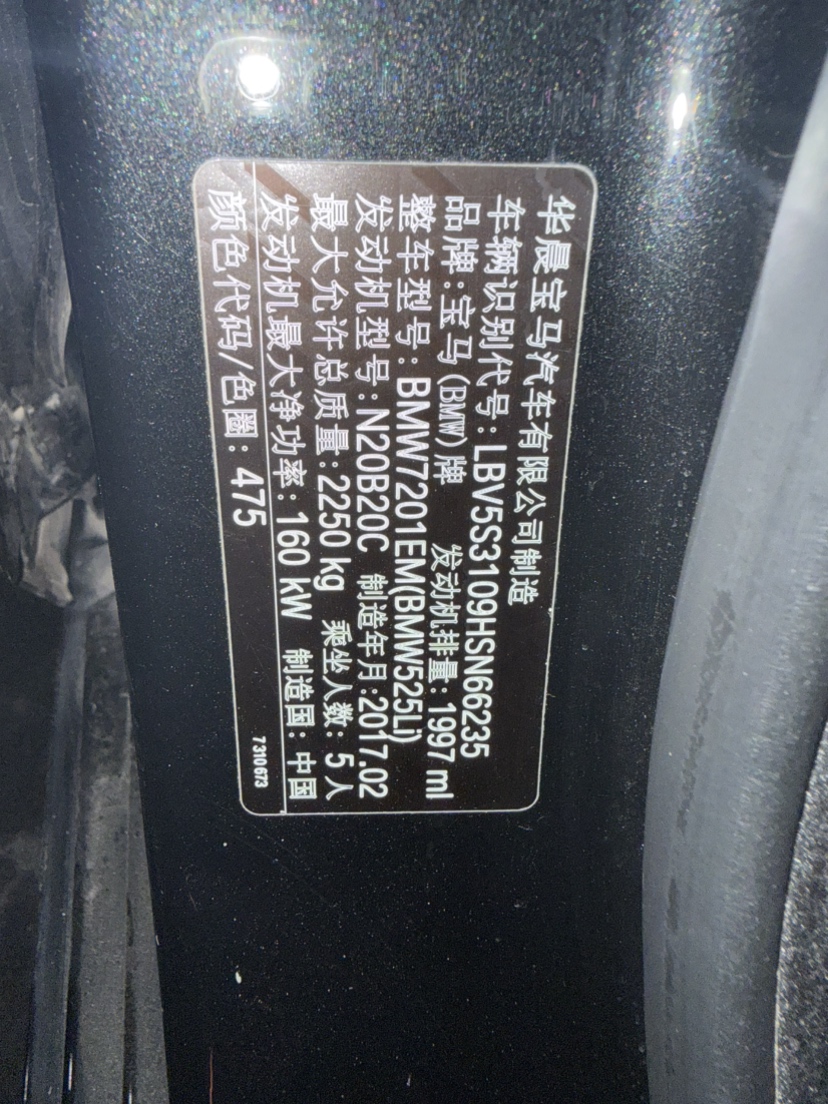 华晨宝马汽车有限公司制造
车辆识别代号：LBV5S3109HSN66235
品牌：宝马(BMW)牌 发动机排量：1997 ml
整车型号：BMW7201EM(BMW525Li)
发动机型号：N20B20C 制造年月：2017.02
最大允许总质量：2250 kg 乘坐人数：5人
发动机最大净功率：160 kW 制造国：中国
颜色代码/色圈：475
7 310 673